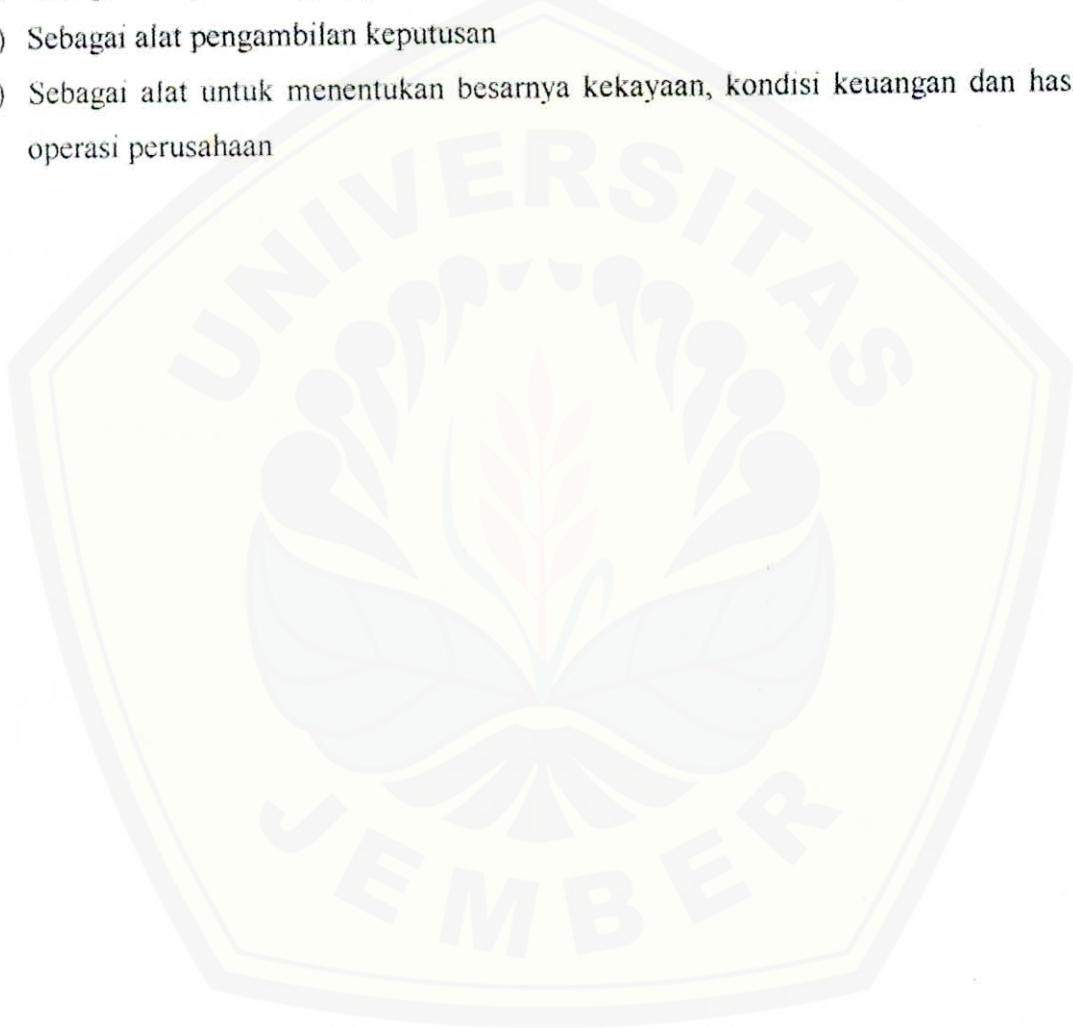 ) Sebagai alat pengambilan keputusan
) Sebagai alat untuk menentukan besarnya kekayaan, kondisi keuangan dan has
operasi perusahaan
UNIVERSITAS
JEMBER